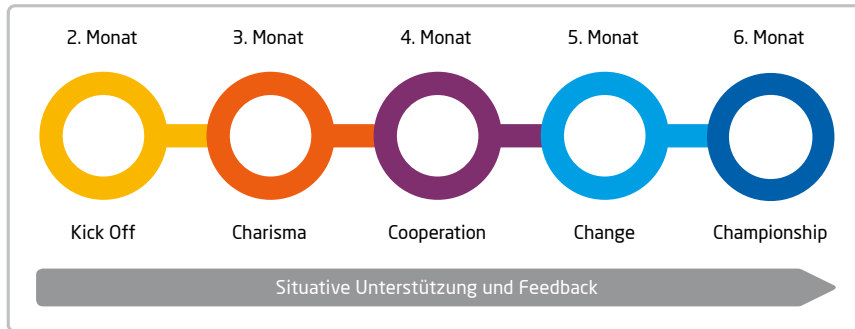 2. Monat 3. Monat 4. Monat 5. Monat 6. Monat
Kick Off Charisma Cooperation Change Championship
Situative Unterstützung und Feedback